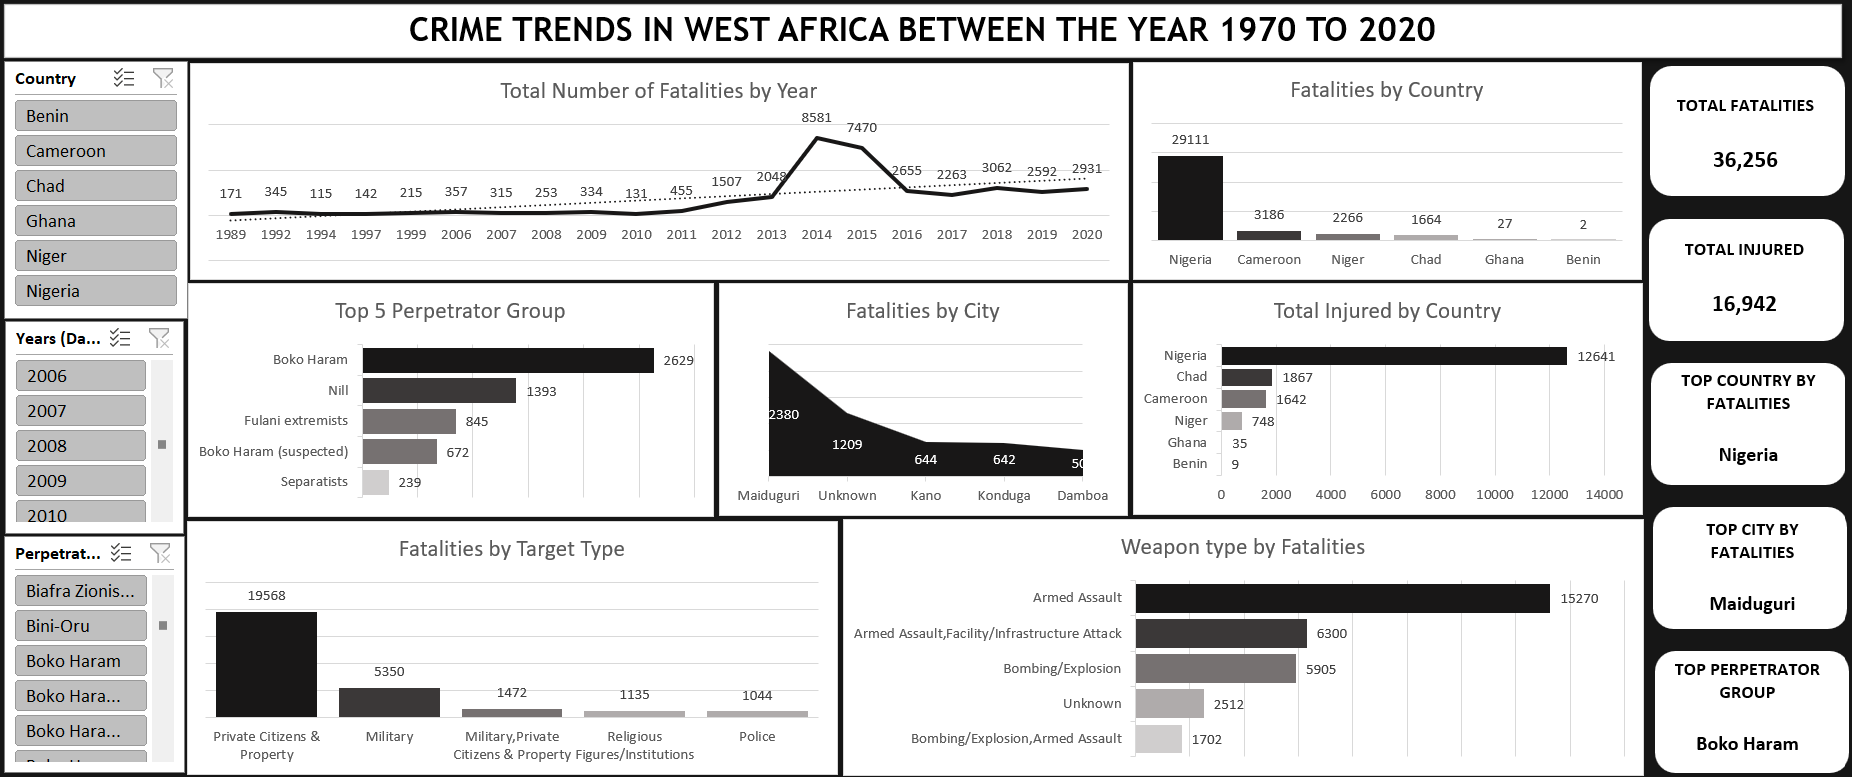 CRIME TRENDS IN WEST AFRICA BETWEEN THE YEAR 1970 TO 2020
Country
Benin
Cameroon
Chad
Ghana
Niger
Nigeria
Years (Da...
2006
2007
2008
2009
2010
Perpetrat...
Biafra Zionis...
Bini-Oru
Boko Haram
Boko Hara...
Boko Hara...
Total Number of Fatalities by Year
8581
7470
171 345 115 142 215 357 315 253 334 131 455 1507 2048 2655 2263 3062 2592 2931
1989 1992 1994 1997 1999 2006 2007 2008 2009 2010 2011 2012 2013 2014 2015 2016 2017 2018 2019 2020
Fatalities by Country
29111
3186 2266 1664 27 2
Nigeria Cameroon Niger Chad Ghana Benin
Top 5 Perpetrator Group
Boko Haram 2629
Nill 1393
Fulani extremists 845
Boko Haram (suspected) 672
Separatists 239
Fatalities by City
2380
1209
644 642
Maiduguri Unknown Kano Konduga Damboa
Total Injured by Country
Nigeria 12641
Chad 1867
Cameroon 1642
Niger 748
Ghana 35
Benin 9
0 2000 4000 6000 8000 10000 12000 14000
Fatalities by Target Type
19568
5350
1472 1135 1044
Private Citizens &
Property
Military
Military,Private
Citizens & Property
Religious
Figures/Institutions
Police
Weapon type by Fatalities
Armed Assault 15270
Armed Assault,Facility/Infrastructure Attack 6300
Bombing/Explosion 5905
Unknown 2512
Bombing/Explosion,Armed Assault 1702
TOTAL FATALITIES
36,256
TOTAL INJURED
16,942
TOP COUNTRY BY
FATALITIES
Nigeria
TOP CITY BY
FATALITIES
Maiduguri
TOP PERPETRATOR
GROUP
Boko Haram